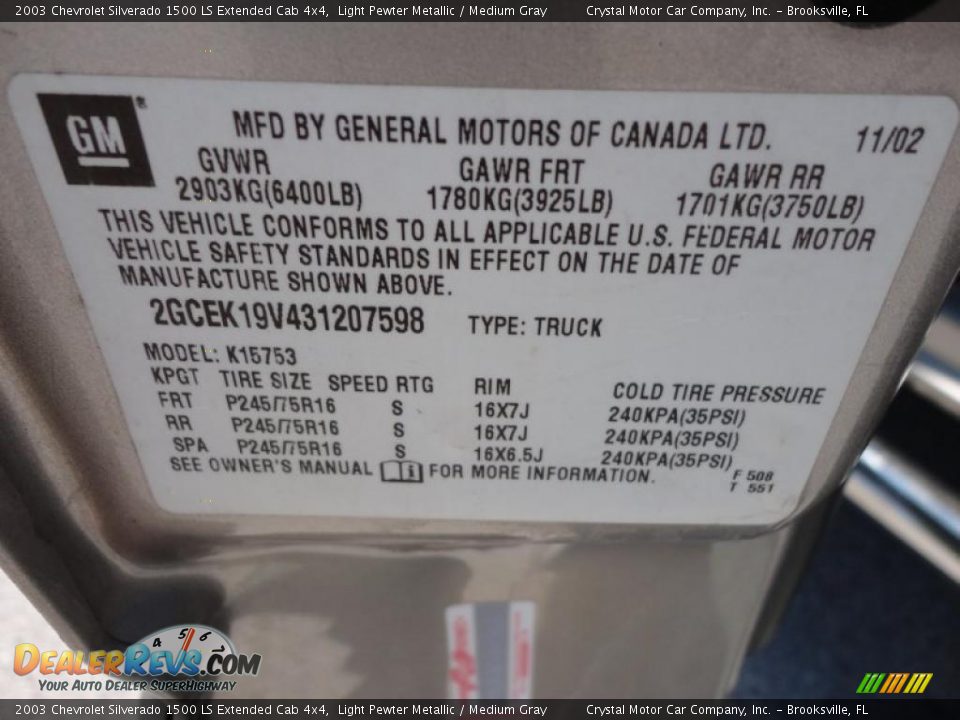 2003 Chevrolet Silverado 1500 LS Extended Cab 4x4, Light Pewter Metallic / Medium Gray Crystal Motor Car Company, Inc. - Brooksville, FL
GM®
MFD BY GENERAL MOTORS OF CANADA LTD. 11/02
GVWR GAWR FRT GAWR RR
2903KG(6400LB) 1780KG(3925LB) 1701KG(3750LB)
THIS VEHICLE CONFORMS TO ALL APPLICABLE U.S. FEDERAL MOTOR
VEHICLE SAFETY STANDARDS IN EFFECT ON THE DATE OF
MANUFACTURE SHOWN ABOVE.
2GCEK19V431207598 TYPE: TRUCK
MODEL: K15753
KPGT TIRE SIZE SPEED RTG RIM COLD TIRE PRESSURE
FRT P245/75R16 S 16X7J 240KPA(35PSI)
RR P245/75R16 S 16X7J 240KPA(35PSI)
SPA P245/75R16 S 16X6.5J 240KPA(35PSI)
SEE OWNER'S MANUAL FOR MORE INFORMATION.
F 508
T 551
4 5 6
DEALERREVS.COM
YOUR AUTO DEALER SUPERHIGHWAY
2003 Chevrolet Silverado 1500 LS Extended Cab 4x4, Light Pewter Metallic / Medium Gray Crystal Motor Car Company, Inc. - Brooksville, FL